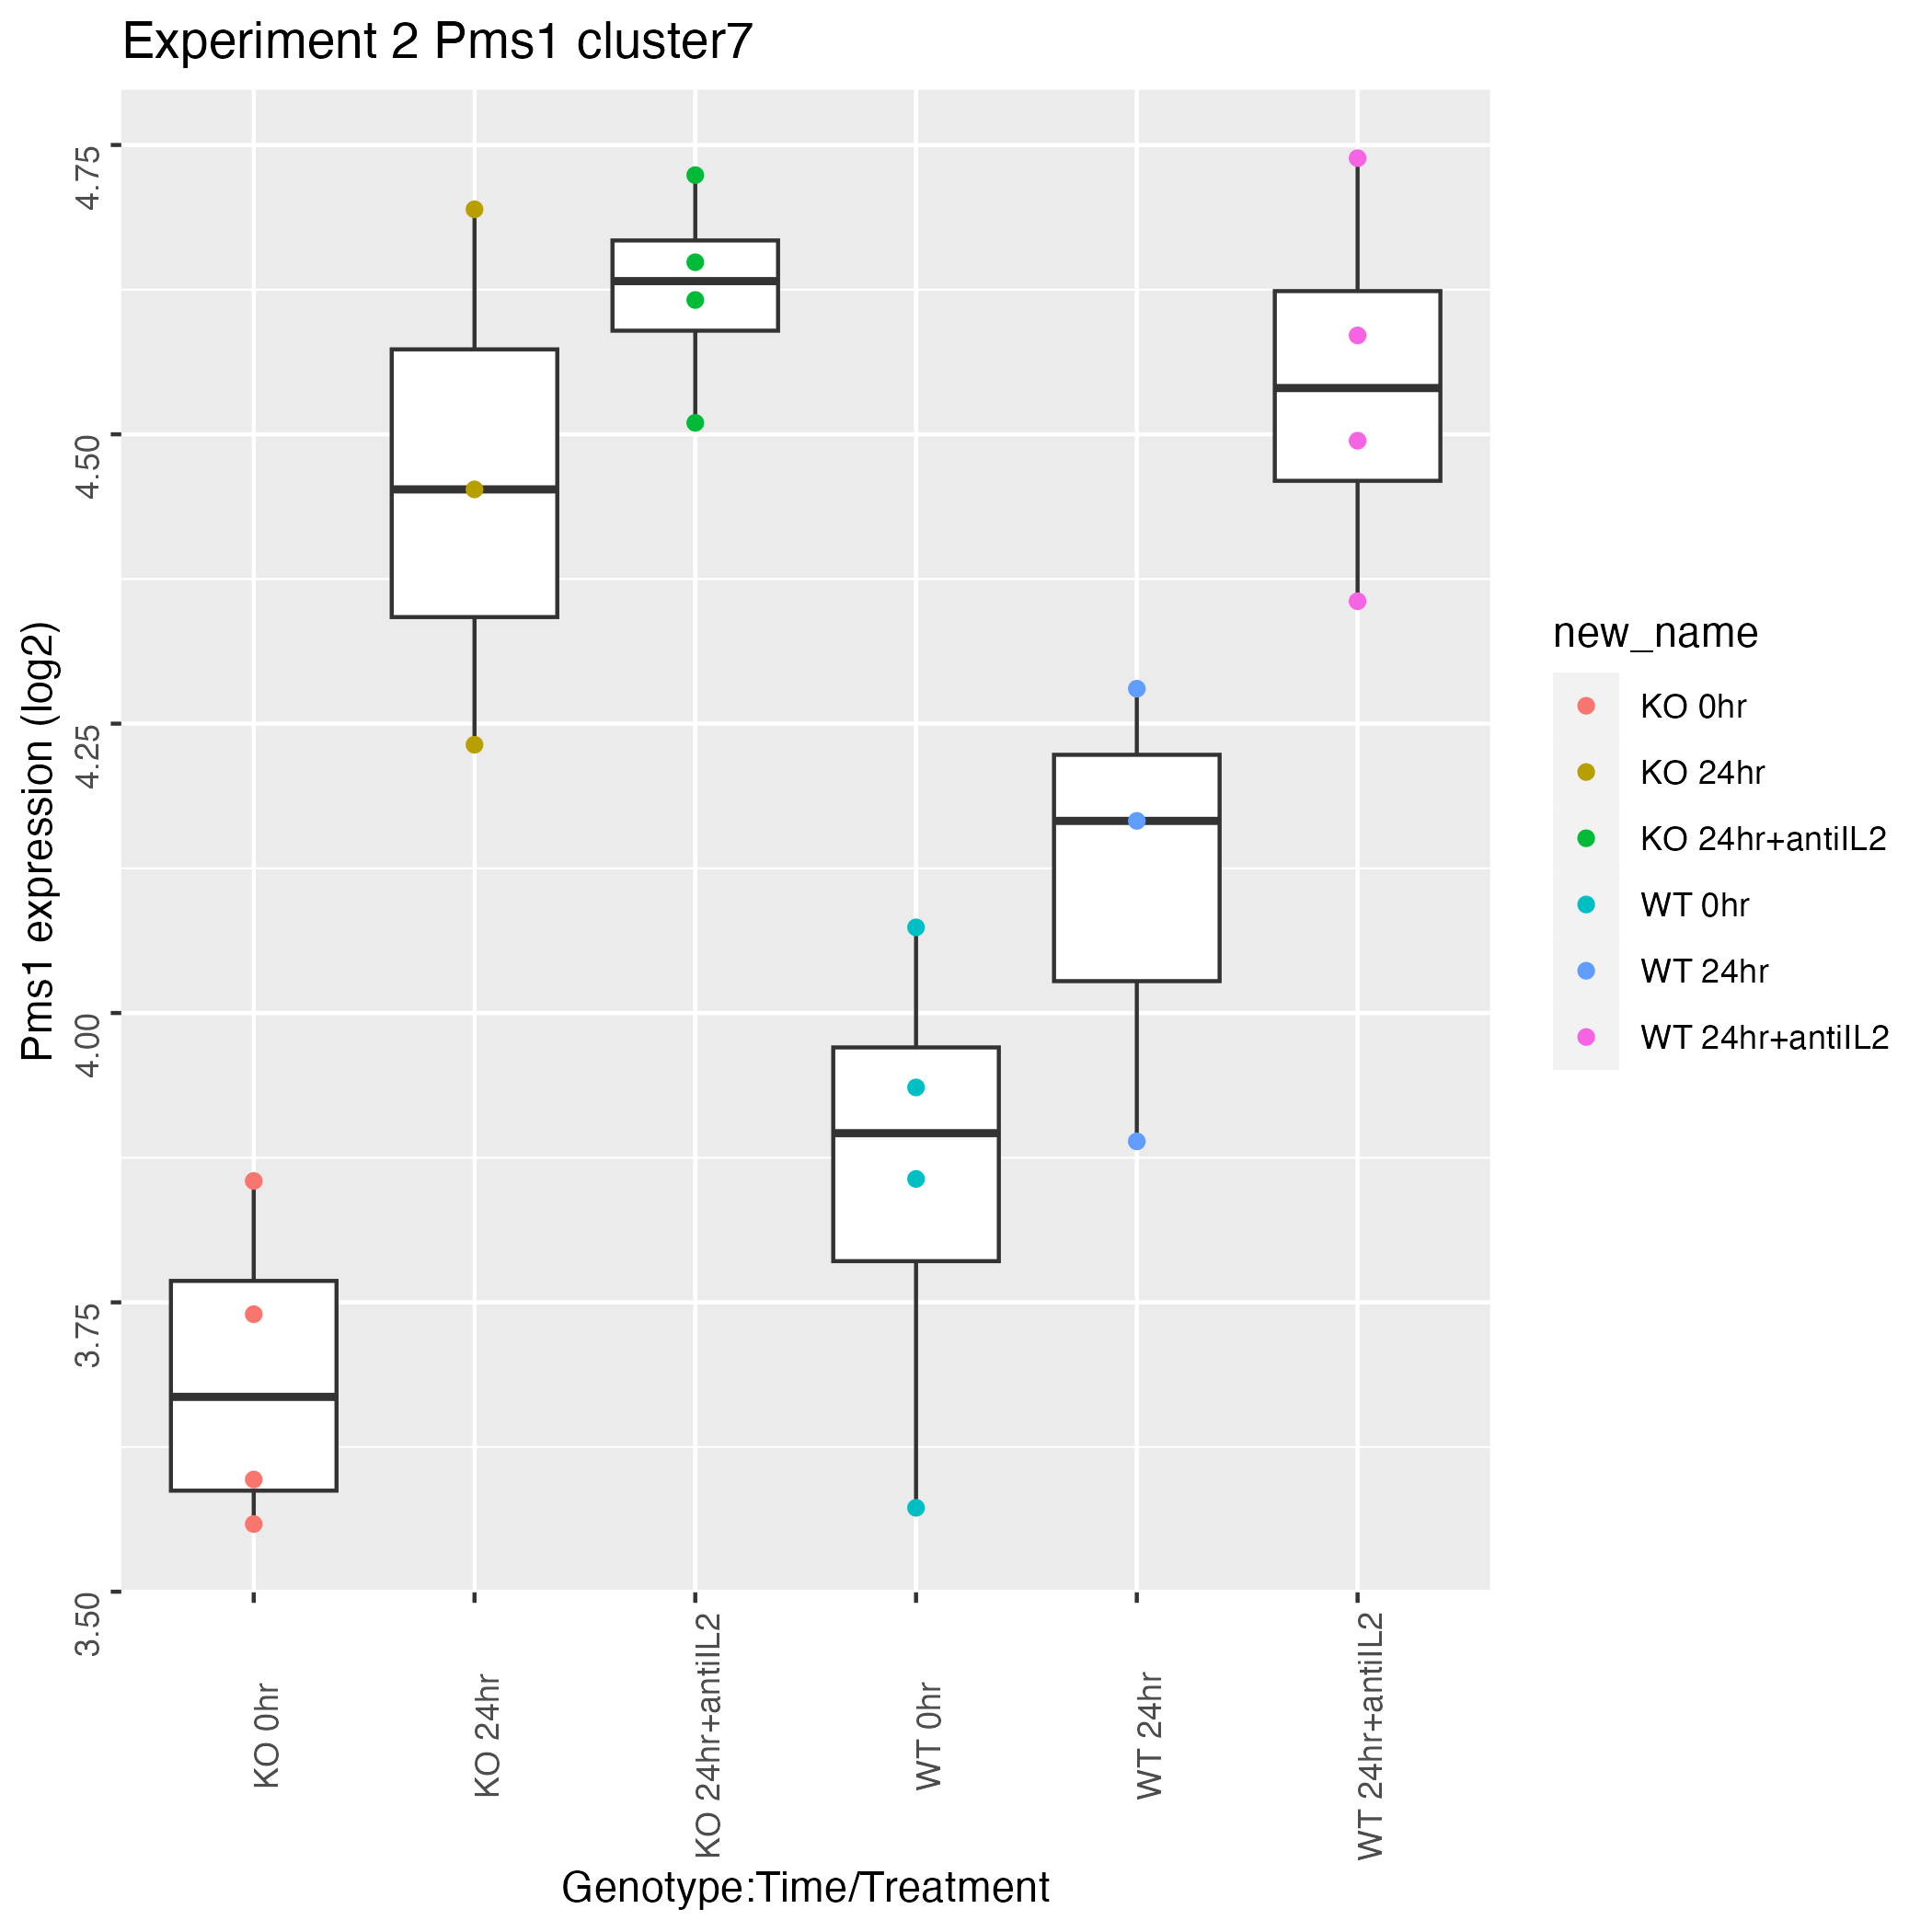 Experiment 2 Pms1 cluster7
Pms1 expression (log2)
4.75
4.50
4.25
4.00
3.75
3.50
KO 0hr
KO 24hr
KO 24hr+antiIL2
WT 0hr
WT 24hr
WT 24hr+antiIL2
Genotype:Time/Treatment
new_name
KO 0hr
KO 24hr
KO 24hr+antiIL2
WT 0hr
WT 24hr
WT 24hr+antiIL2